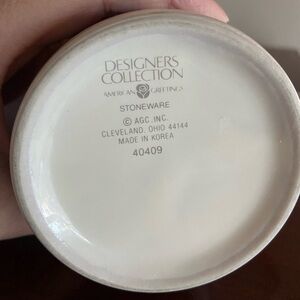 DESIGNERS
COLLECTION
AMERICAN GREETINGS
STONEWARE
© AGC, INC.
CLEVELAND, OHIO 44144
MADE IN KOREA
40409